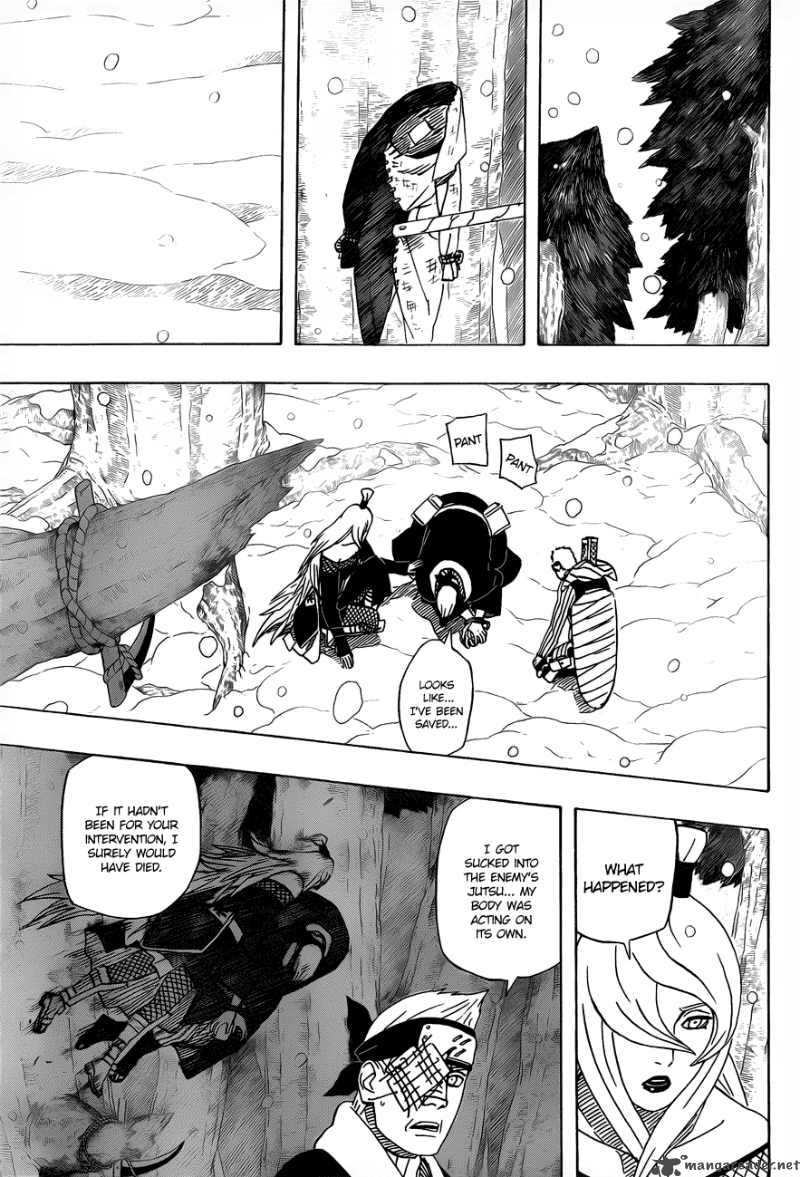 PANT
PANT
LOOKS
LIKE...
I'VE BEEN
SAVED...
WHAT
HAPPENED?
I GOT
SUCKED INTO
THE ENEMY'S
JUTSU... MY
BODY WAS
ACTING ON
ITS OWN.
IF IT HADN'T
BEEN FOR YOUR
INTERVENTION, I
SURELY WOULD
HAVE DIED.
mangareader.net